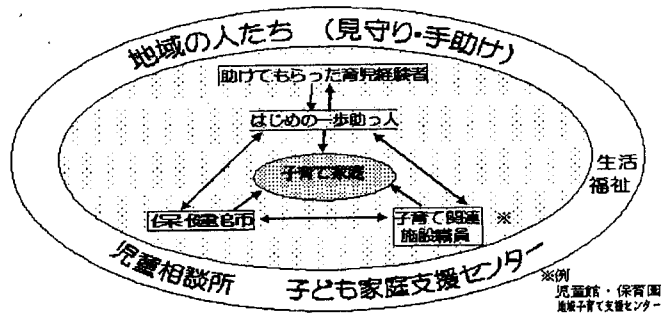 地域の人たち (見守り・手助け)
助けてもらった育児経験者
はじめの一歩助っ人
子育て家庭
生活
福祉
保健師
子育て関連
施設職員
※
児童相談所
子ども家庭支援センター
※例
児童館・保育園
地域子育て支援センター